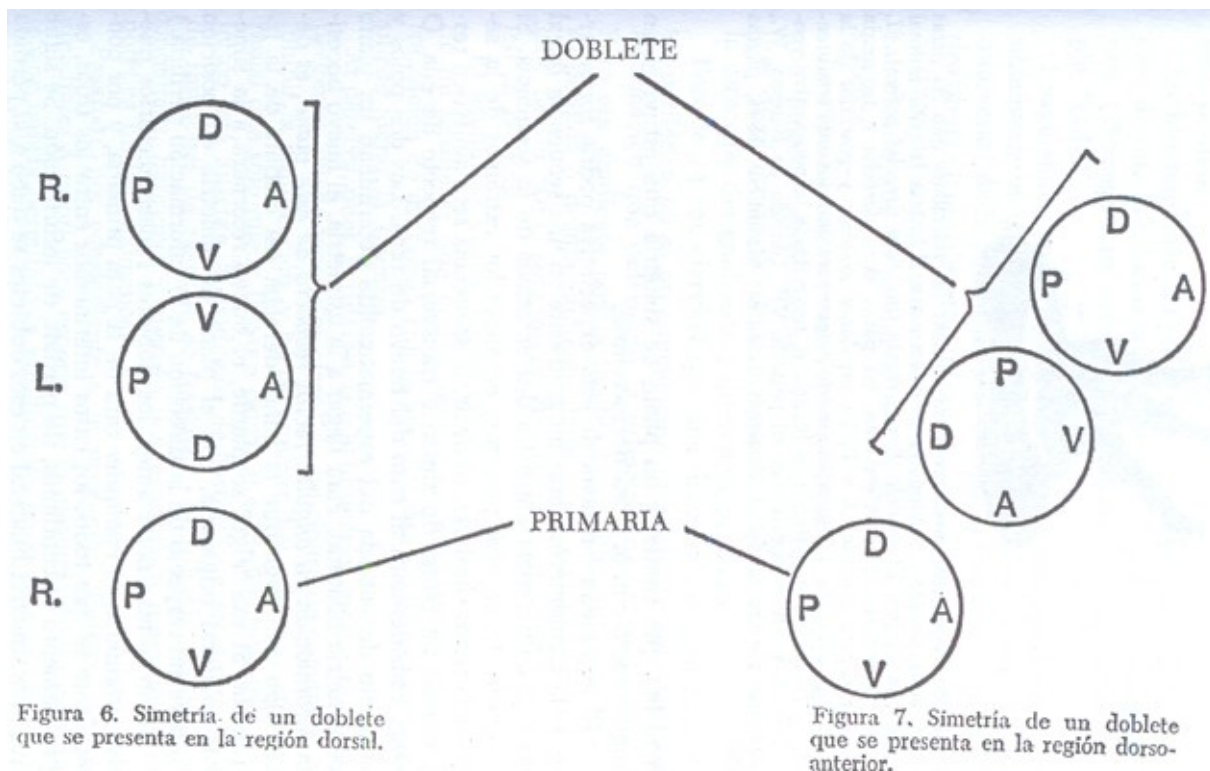 DOBLETE
R.
D
P A
V
L.
V
P A
D
PRIMARIA
R.
D
P A
V
D
P A
V
P
D V
A
D
P A
V
Figura 6. Simetría de un doblete
que se presenta en la región dorsal.
Figura 7. Simetría de un doblete
que se presenta en la región dorso-
anterior.